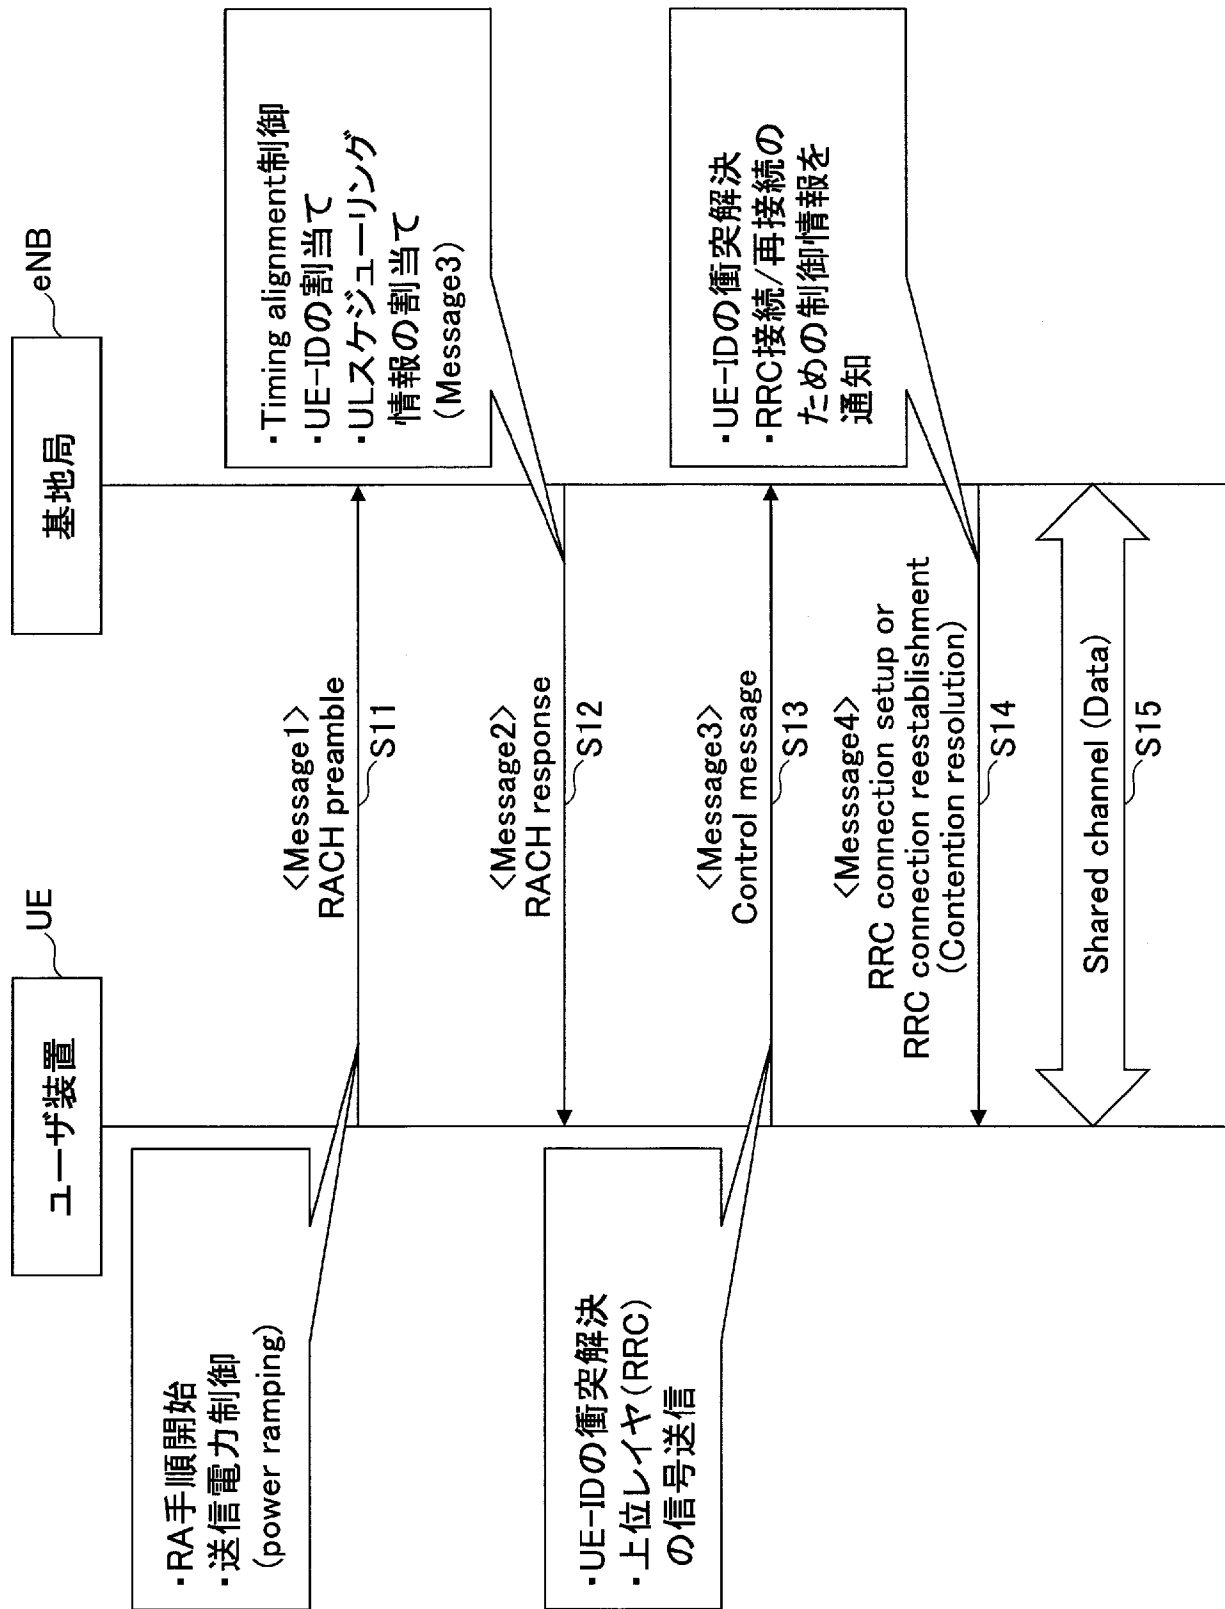 ユーザ装置
UE
基地局
eNB
・RA手順開始
・送信電力制御
(power ramping)
<Message1>
RACH preamble
S11
・Timing alignment制御
・UE-IDの割当て
・ULスケジューリング
情報の割当て
(Message3)
<Message2>
RACH response
S12
・UE-IDの衝突解決
・上位レイヤ(RRC)
の信号送信
<Message3>
Control message
S13
・UE-IDの衝突解決
・RRC接続/再接続の
ための制御情報を
通知
<Messsage4>
RRC connection setup or
RRC connection reestablishment
(Contention resolution)
S14
Shared channel (Data)
S15